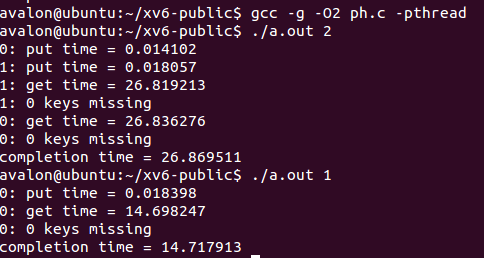 avalon@ubuntu:~/xv6-public$ gcc -g -O2 ph.c -pthread
avalon@ubuntu:~/xv6-public$ ./a.out 2
0: put time = 0.014102
1: put time = 0.018057
1: get time = 26.819213
1: 0 keys missing
0: get time = 26.836276
0: 0 keys missing
completion time = 26.869511
avalon@ubuntu:~/xv6-public$ ./a.out 1
0: put time = 0.018398
0: get time = 14.698247
0: 0 keys missing
completion time = 14.717913